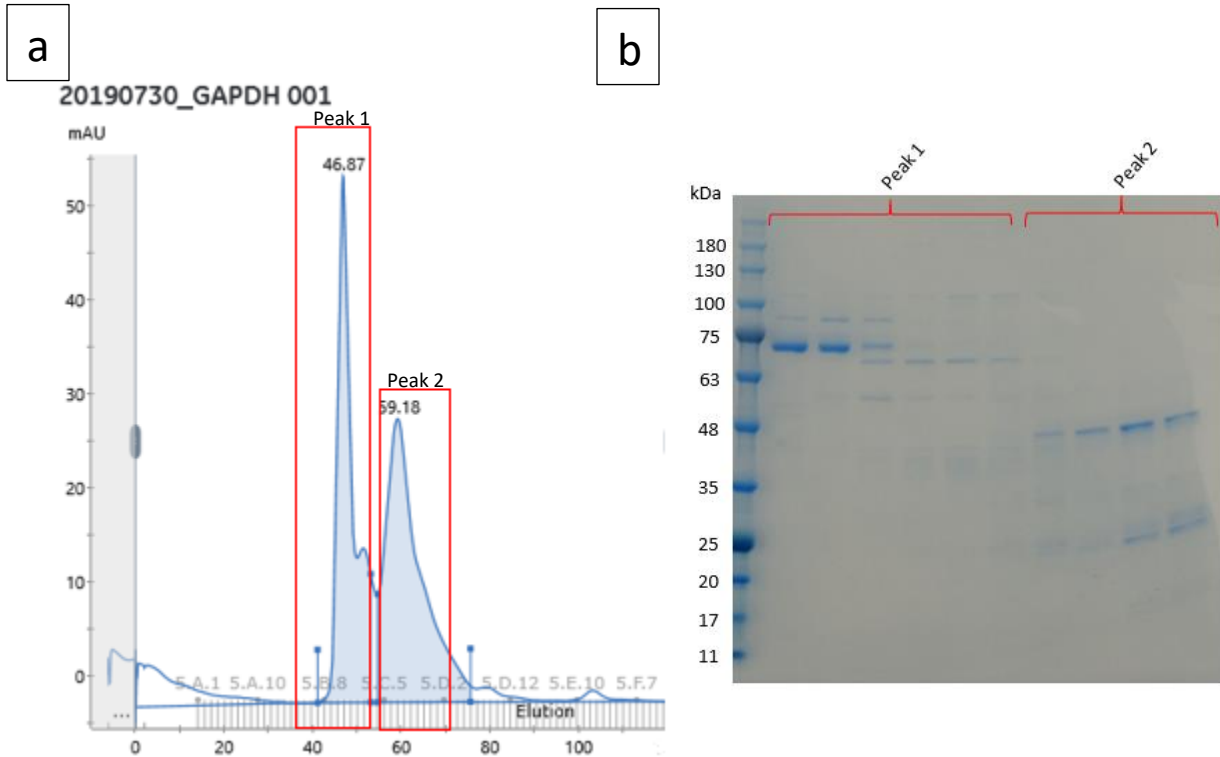 a
b
20190730_GAPDH 001
mAU
Peak 1
46.87
50
40
30
Peak 2
59.18
20
10
0
5.A.1 5.A.10 5.B.8 5.C.5 5.D.2 5.D.12 5.E.10 5.F.7
...
Elution
0 20 40 60 80 100
Peak 1
Peak 2
kDa
180
130
100
75
63
48
35
25
20
17
11